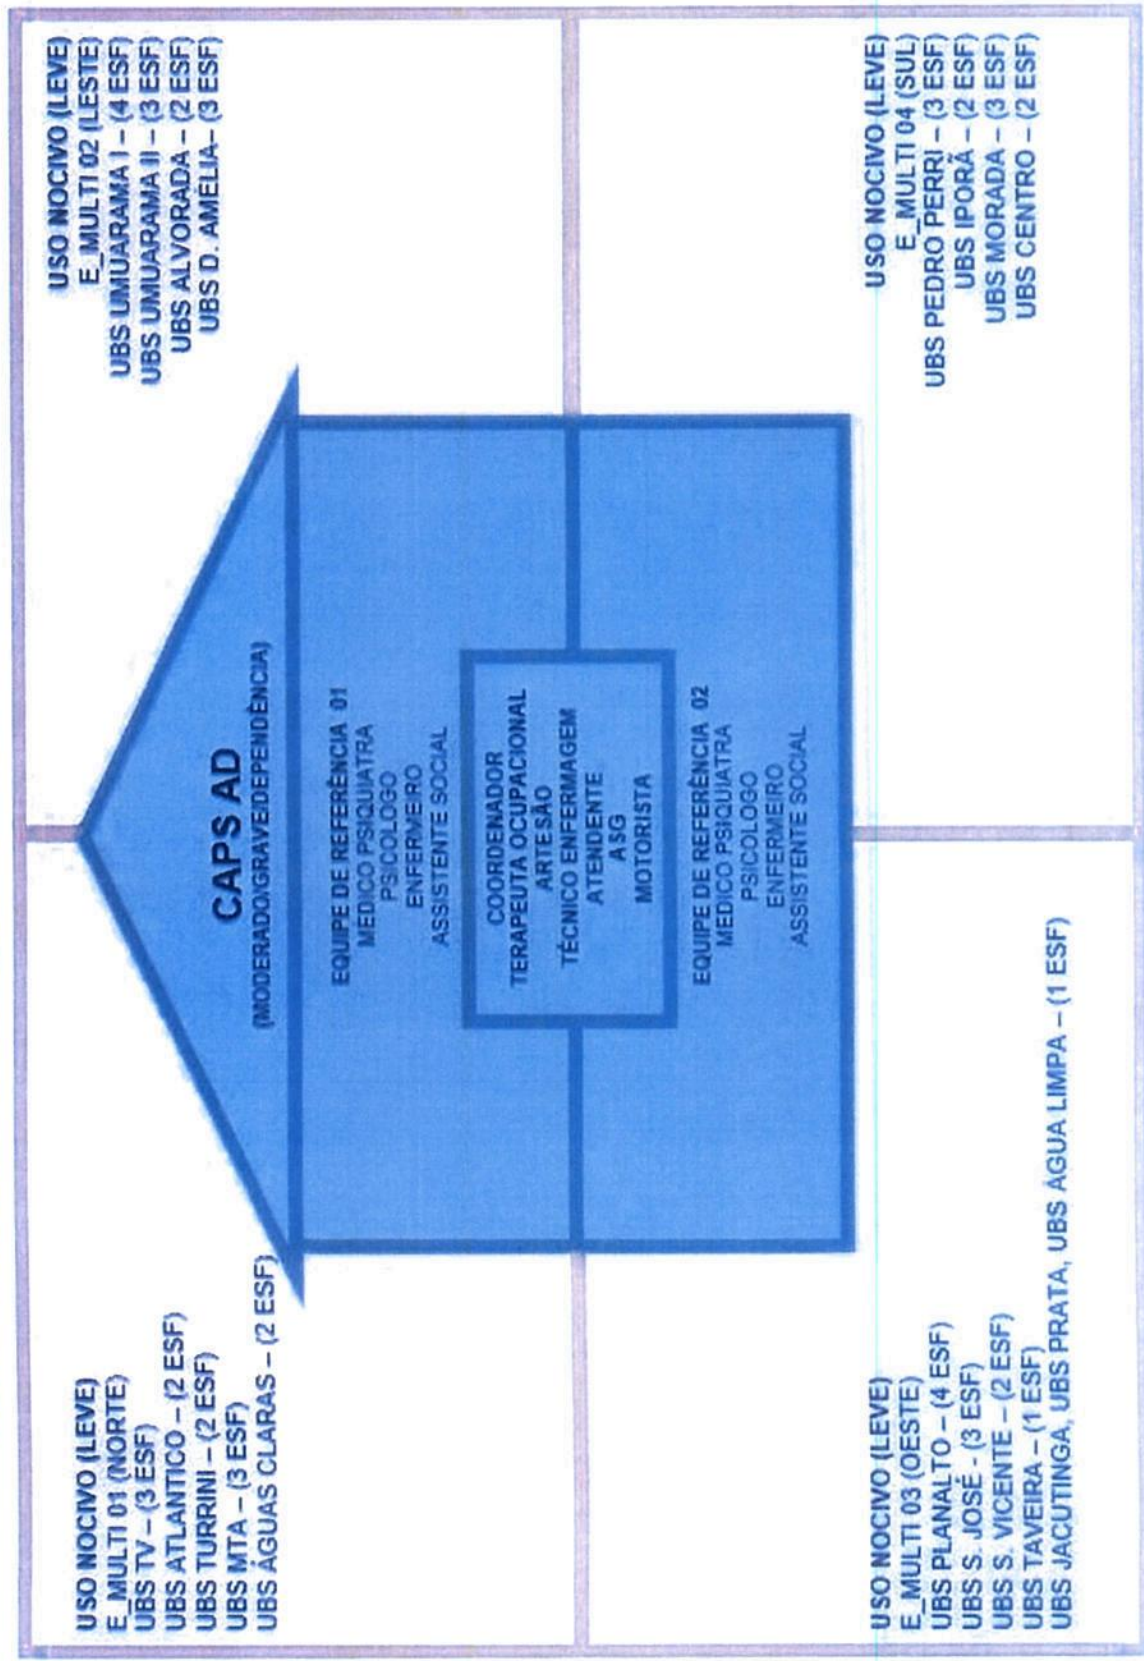 USO NOCIVO (LEVE)
E_MULTI 01 (NORTE)
UBS TV – (3 ESF)
UBS ATLANTICO – (2 ESF)
UBS TURRINI – (2 ESF)
UBS MTA – (3 ESF)
UBS ÁGUAS CLARAS – (2 ESF)
USO NOCIVO (LEVE)
E_MULTI 02 (LESTE)
UBS UMUARAMA I – (4 ESF)
UBS UMUARAMA II – (3 ESF)
UBS ALVORADA – (2 ESF)
UBS D. AMÉLIA– (3 ESF)
CAPS AD
(MODERADO/GRAVE/DEPENDÊNCIA)
EQUIPE DE REFERÊNCIA 01
MÉDICO PSIQUIATRA
PSICOLOGO
ENFERMEIRO
ASSISTENTE SOCIAL
COORDENADOR
TERAPEUTA OCUPACIONAL
ARTESÃO
TÉCNICO ENFERMAGEM
ATENDENTE
ASG
MOTORISTA
EQUIPE DE REFERÊNCIA 02
MEDICO PSIQUIATRA
PSICOLOGO
ENFERMEIRO
ASSISTENTE SOCIAL
USO NOCIVO (LEVE)
E_MULTI 03 (OESTE)
UBS PLANALTO – (4 ESF)
UBS S. JOSÉ - (3 ESF)
UBS S. VICENTE – (2 ESF)
UBS TAVEIRA – (1 ESF)
UBS JACUTINGA, UBS PRATA, UBS ÁGUA LIMPA – (1 ESF)
USO NOCIVO (LEVE)
E_MULTI 04 (SUL)
UBS PEDRO PERRI – (3 ESF)
UBS IPORÃ – (2 ESF)
UBS MORADA – (3 ESF)
UBS CENTRO – (2 ESF)